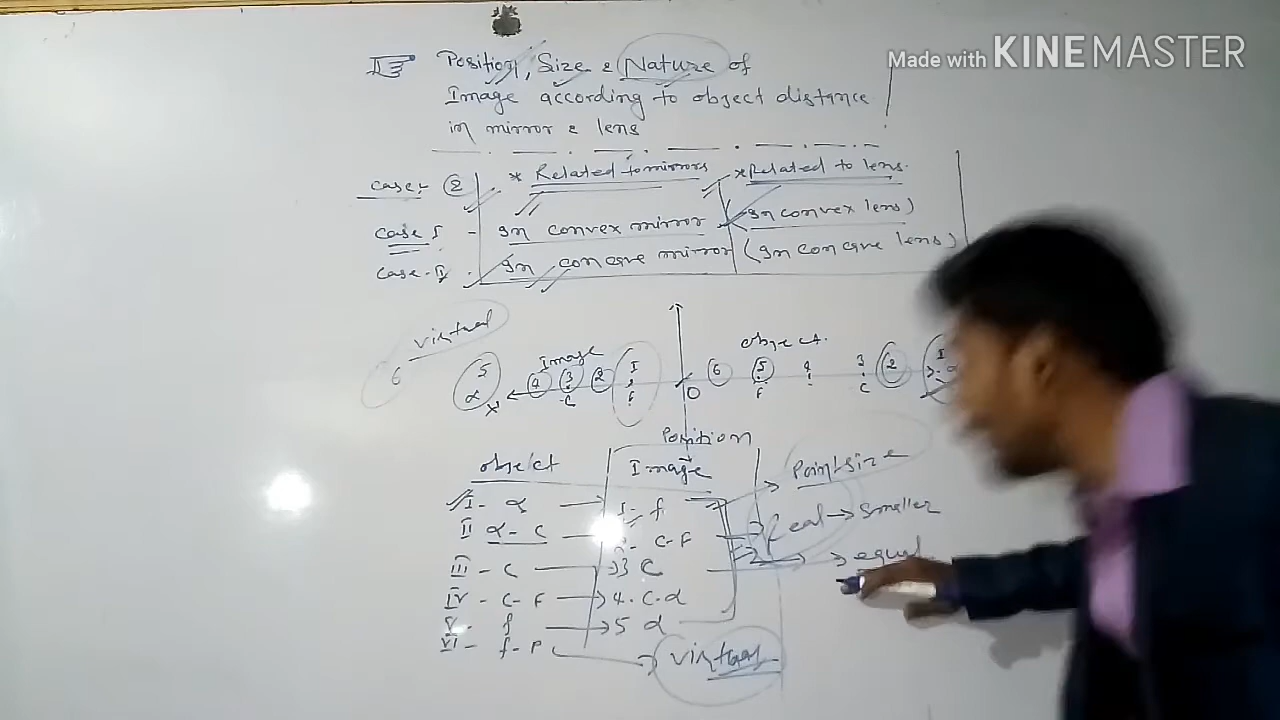 Made with KINEMASTER
II Position, Size & Nature of
Image according to object distance
in mirror & lens
case:- ② * Related to mirrors * Related to lens.
case I - In convex mirror (In convex lens)
case-II. In concave mirror (In concave lens)
virtual
6
5 Image I object.
α 4 3 2 6 5 4 3 2 I
x' C F O F C
Position
object Image Point size
I- α I- f
II α- C C-F Real → Smaller
III - C 3 C → equal
IV - C- F 4. C-α
V - f 5 α
VI - f- P virtual